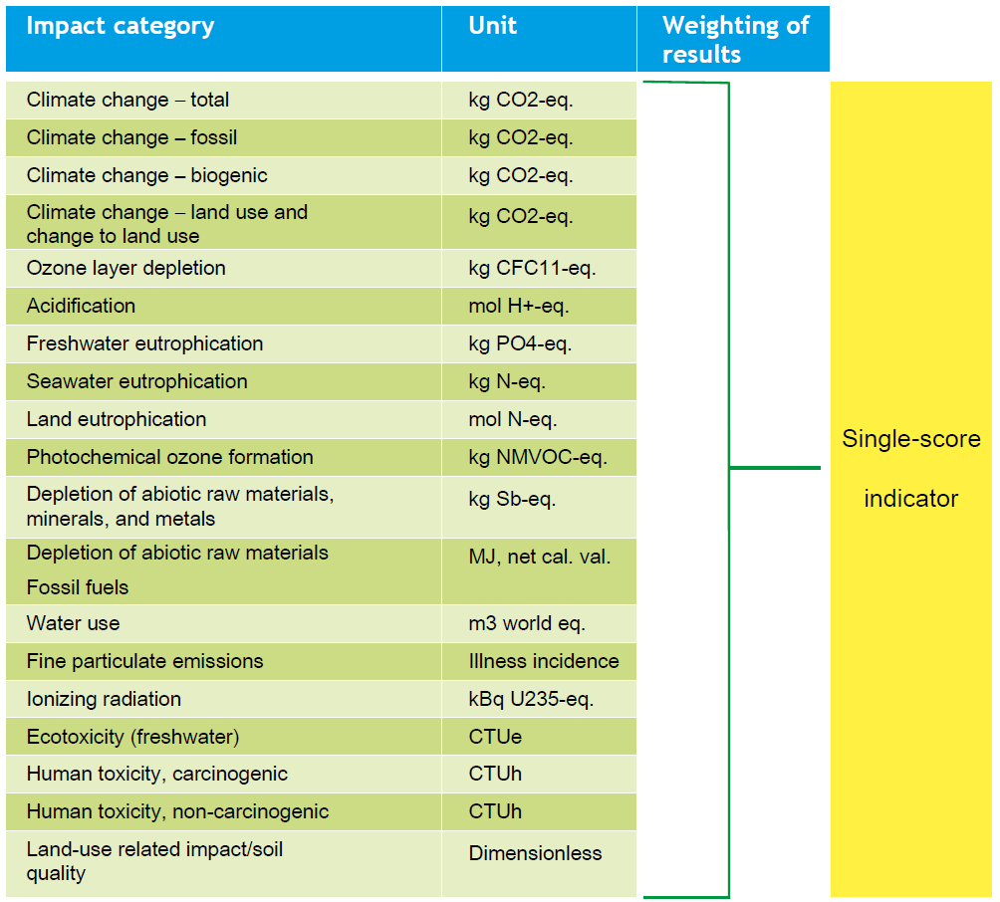 Impact category Unit Weighting of
results
Climate change – total kg CO2-eq.
Climate change – fossil kg CO2-eq.
Climate change – biogenic kg CO2-eq.
Climate change – land use and
change to land use kg CO2-eq.
Ozone layer depletion kg CFC11-eq.
Acidification mol H+-eq.
Freshwater eutrophication kg PO4-eq.
Seawater eutrophication kg N-eq.
Land eutrophication mol N-eq.
Photochemical ozone formation kg NMVOC-eq.
Depletion of abiotic raw materials,
minerals, and metals kg Sb-eq.
Depletion of abiotic raw materials MJ, net cal. val.
Fossil fuels
Water use m3 world eq.
Fine particulate emissions Illness incidence
Ionizing radiation kBq U235-eq.
Ecotoxicity (freshwater) CTUe
Human toxicity, carcinogenic CTUh
Human toxicity, non-carcinogenic CTUh
Land-use related impact/soil
quality Dimensionless
Single-score
indicator